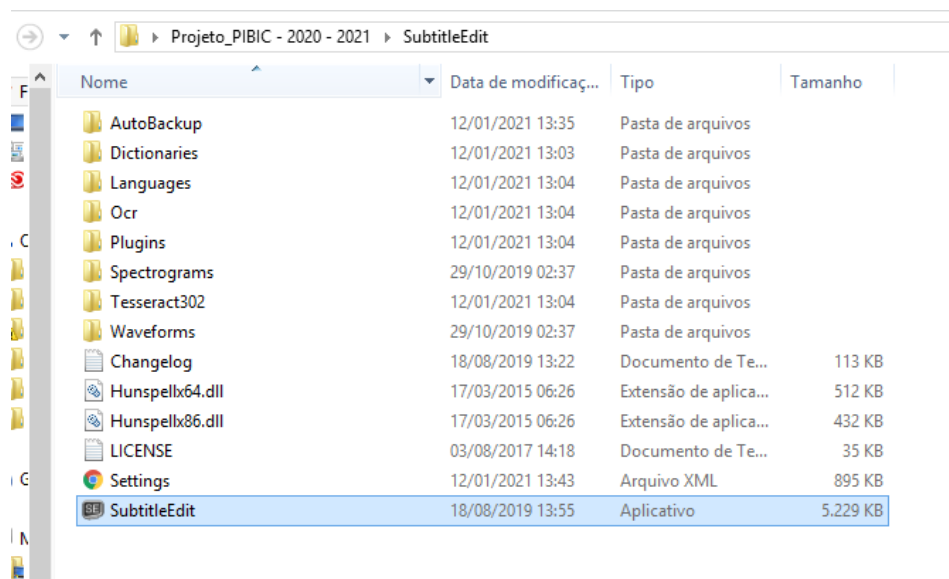 Projeto_PIBIC - 2020 - 2021 SubtitleEdit
Nome Data de modificaç... Tipo Tamanho
AutoBackup 12/01/2021 13:35 Pasta de arquivos
Dictionaries 12/01/2021 13:03 Pasta de arquivos
Languages 12/01/2021 13:04 Pasta de arquivos
Ocr 12/01/2021 13:04 Pasta de arquivos
Plugins 12/01/2021 13:04 Pasta de arquivos
Spectrograms 29/10/2019 02:37 Pasta de arquivos
Tesseract302 12/01/2021 13:04 Pasta de arquivos
Waveforms 29/10/2019 02:37 Pasta de arquivos
Changelog 18/08/2019 13:22 Documento de Te... 113 KB
Hunspellx64.dll 17/03/2015 06:26 Extensão de aplica... 512 KB
Hunspellx86.dll 17/03/2015 06:26 Extensão de aplica... 432 KB
LICENSE 03/08/2017 14:18 Documento de Te... 35 KB
Settings 12/01/2021 13:43 Arquivo XML 895 KB
SubtitleEdit 18/08/2019 13:55 Aplicativo 5.229 KB